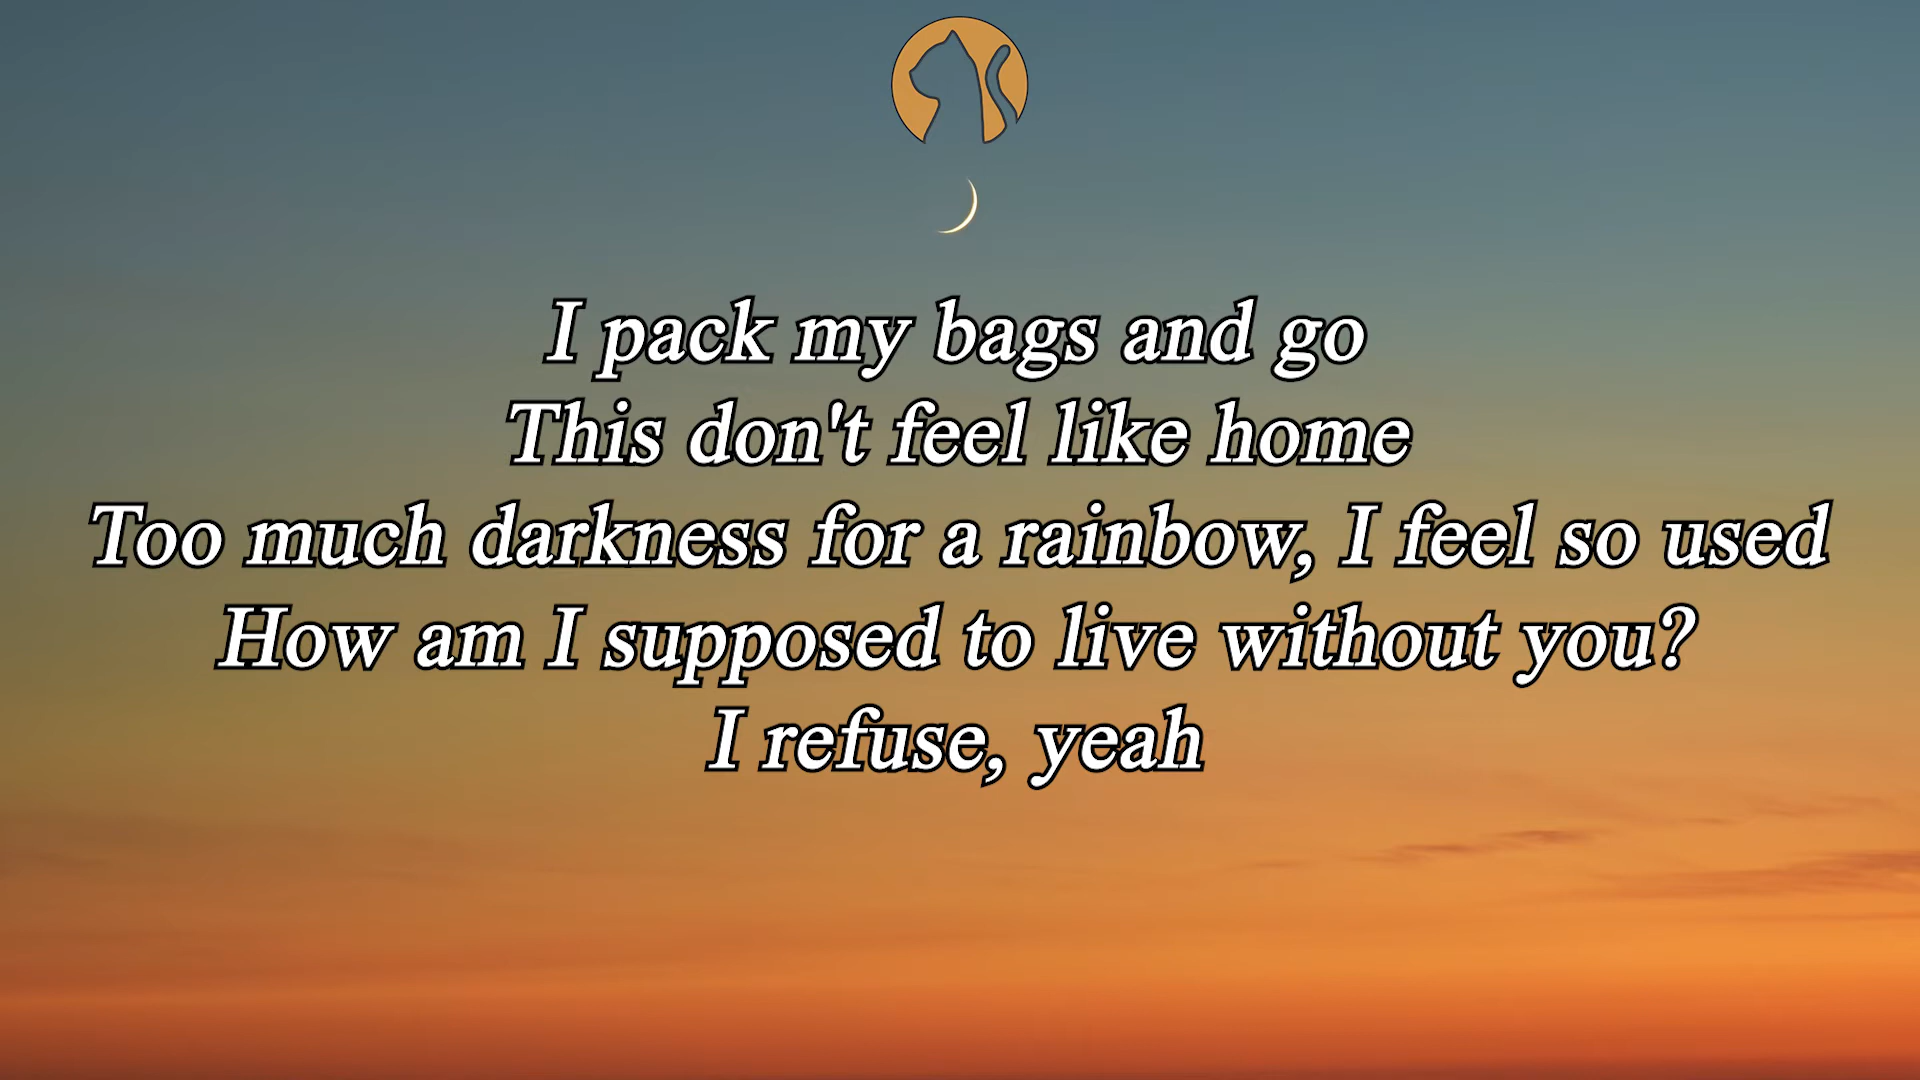 I pack my bags and go
This don't feel like home
Too much darkness for a rainbow, I feel so used
How am I supposed to live without you?
I refuse, yeah